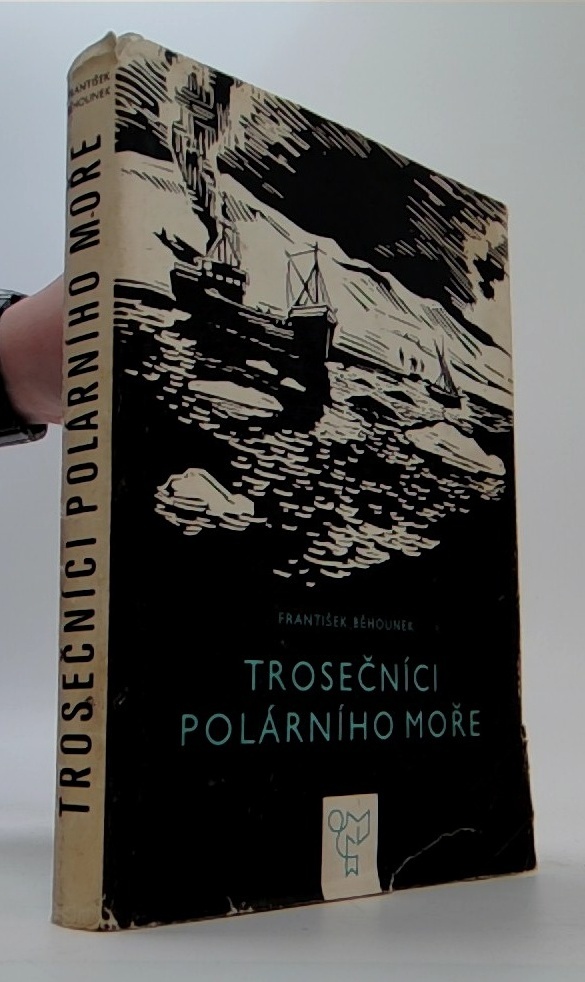 FRANTIŠEK
BĚHOUNEK
TROSEČNÍCI POLÁRNÍHO MOŘE
FRANTIŠEK BĚHOUNEK
TROSEČNÍCI
POLÁRNÍHO MOŘE